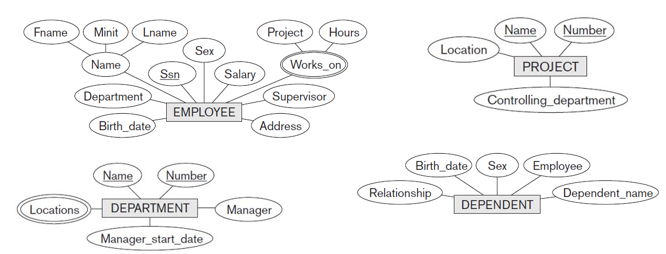 Fname
Minit
Lname
Name
Sex
Ssn
Salary
Project
Hours
Works_on
Department
Supervisor
EMPLOYEE
Birth_date
Address
Name
Number
Location
PROJECT
Controlling_department
Name
Number
Locations
DEPARTMENT
Manager
Manager_start_date
Birth_date
Sex
Employee
Relationship
Dependent_name
DEPENDENT